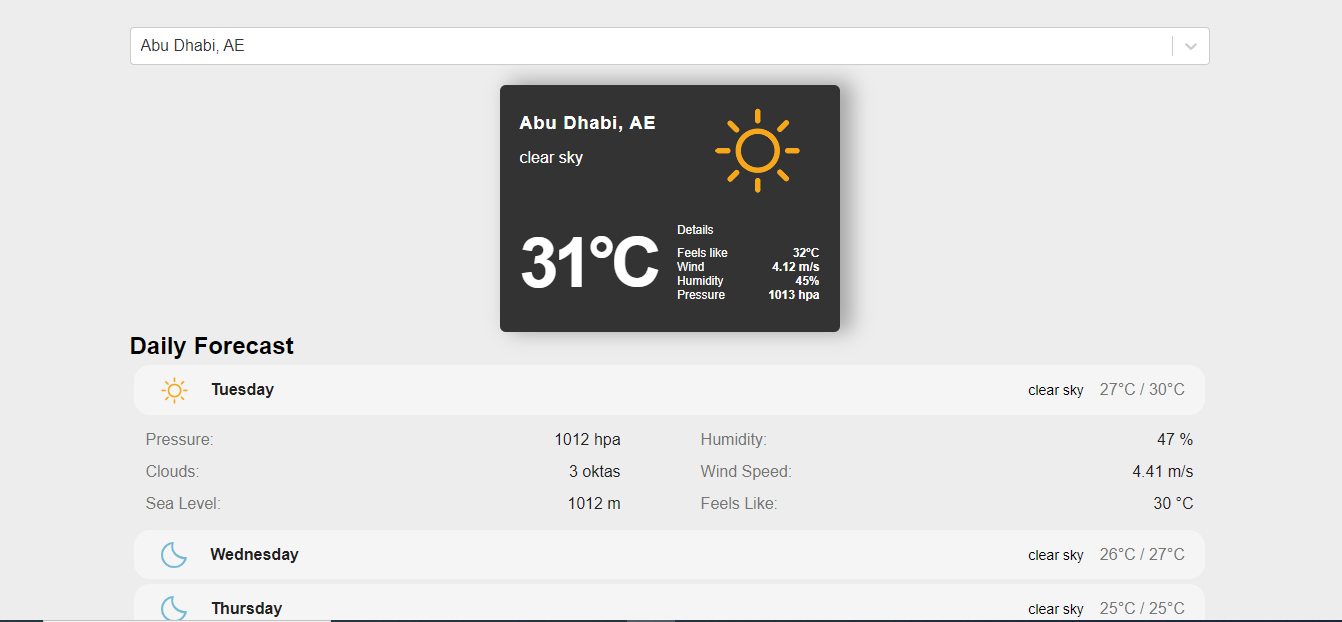 Abu Dhabi, AE
Abu Dhabi, AE
clear sky
31°C
Details
Feels like 32°C
Wind 4.12 m/s
Humidity 45%
Pressure 1013 hpa
Daily Forecast
Tuesday clear sky 27°C / 30°C
Pressure: 1012 hpa Humidity: 47 %
Clouds: 3 oktas Wind Speed: 4.41 m/s
Sea Level: 1012 m Feels Like: 30 °C
Wednesday clear sky 26°C / 27°C
Thursday clear sky 25°C / 25°C